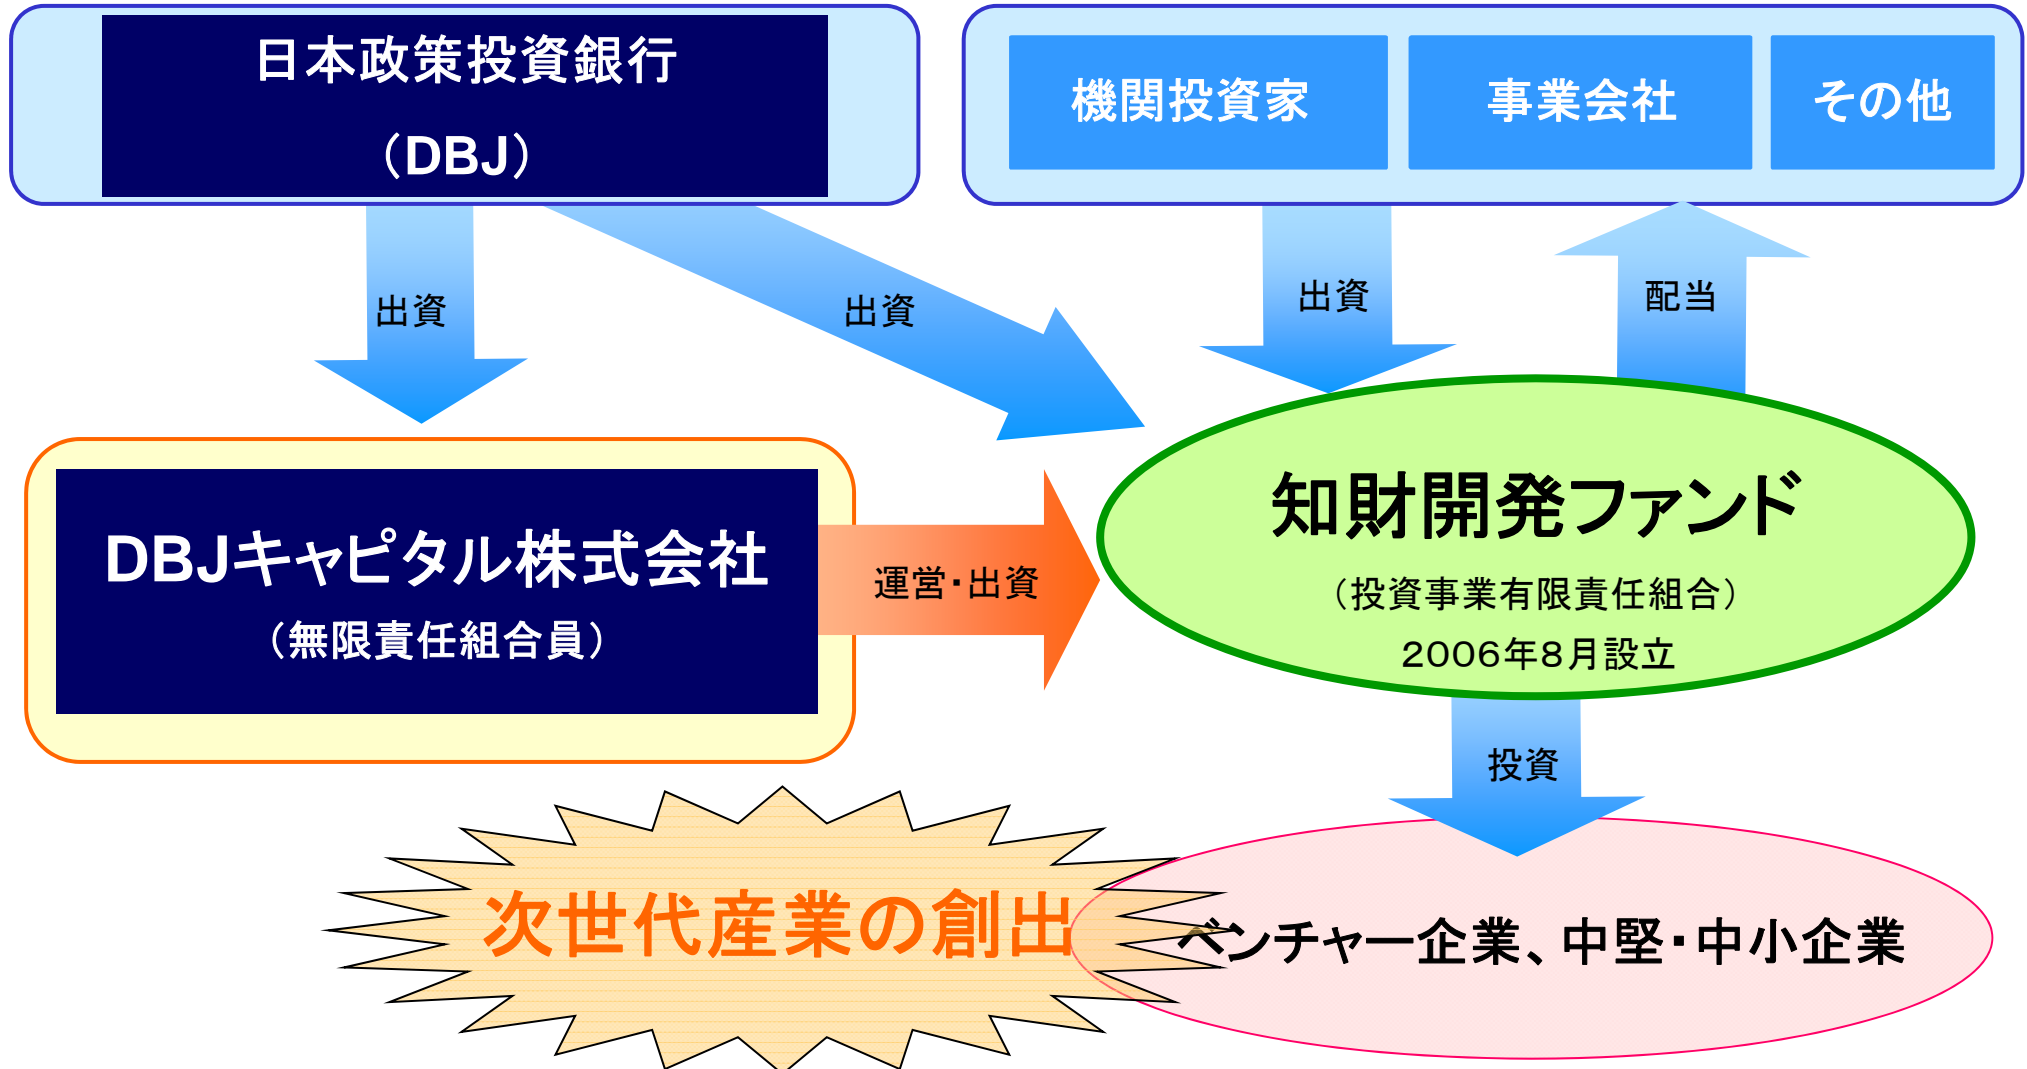 日本政策投資銀行
（DBJ）
機関投資家
事業会社
その他
出資
出資
出資
配当
DBJキャピタル株式会社
（無限責任組合員）
運営・出資
知財開発ファンド
（投資事業有限責任組合）
２００６年８月設立
投資
次世代産業の創出
ベンチャー企業、中堅・中小企業